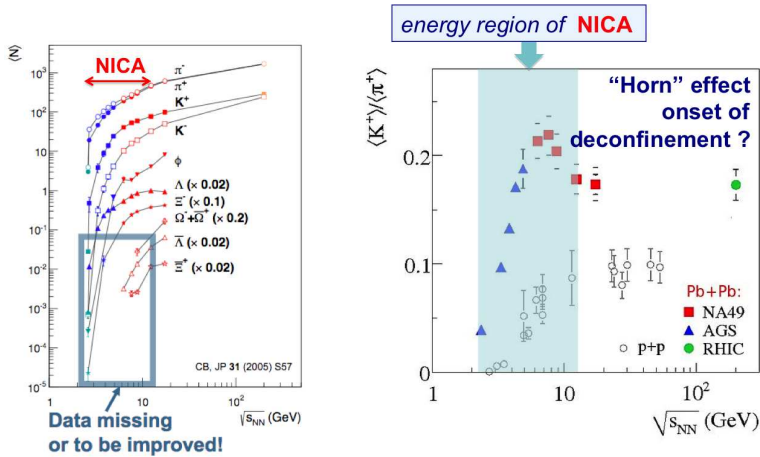 energy region of NICA
⟨N⟩
NICA
10³
10²
10
1
10⁻¹
10⁻²
10⁻³
10⁻⁴
10⁻⁵
π⁻
π⁺
K⁺
K⁻
ϕ
Λ (× 0.02)
Ξ⁻ (× 0.1)
Ω⁻+Ω̄⁺ (× 0.2)
Λ̄ (× 0.02)
Ξ̄⁺ (× 0.02)
CB, JP 31 (2005) S57
1 10 10²
√sNN (GeV)
Data missing
or to be improved!
⟨K⁺⟩/⟨π⁺⟩
0.2
0.1
0
"Horn" effect
onset of
deconfinement ?
Pb+Pb:
NA49
AGS
p+p
RHIC
1 10 10²
√sNN (GeV)